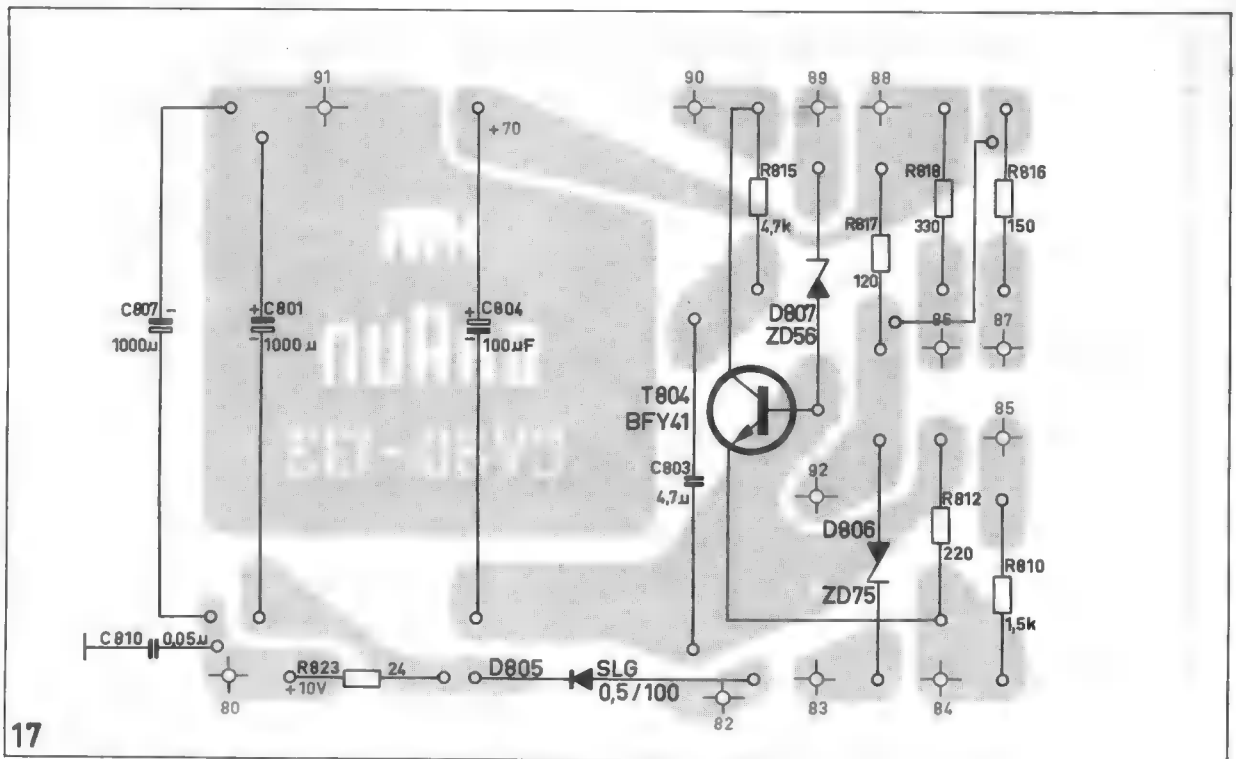 91
90
89
88
+70
R815
4,7k
R818
330
R816
150
R817
120
C807
-
1000µ
+
C801
-
1000µ
+
C804
-
100µF
D807
ZD56
86
87
T804
BFY41
85
C803
4,7µ
92
R812
220
D806
ZD75
R810
1,5k
C810
0,05µ
R823
24
+10V
D805
SLG
0,5/100
80
82
83
84
17